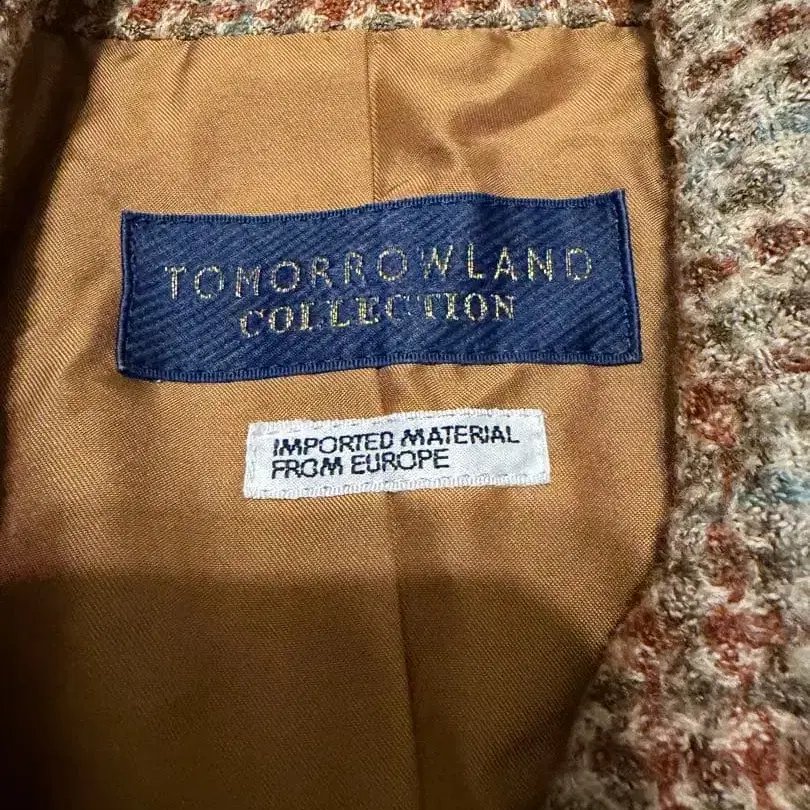 TOMORROWLAND
COLLECTION
IMPORTED MATERIAL
FROM EUROPE